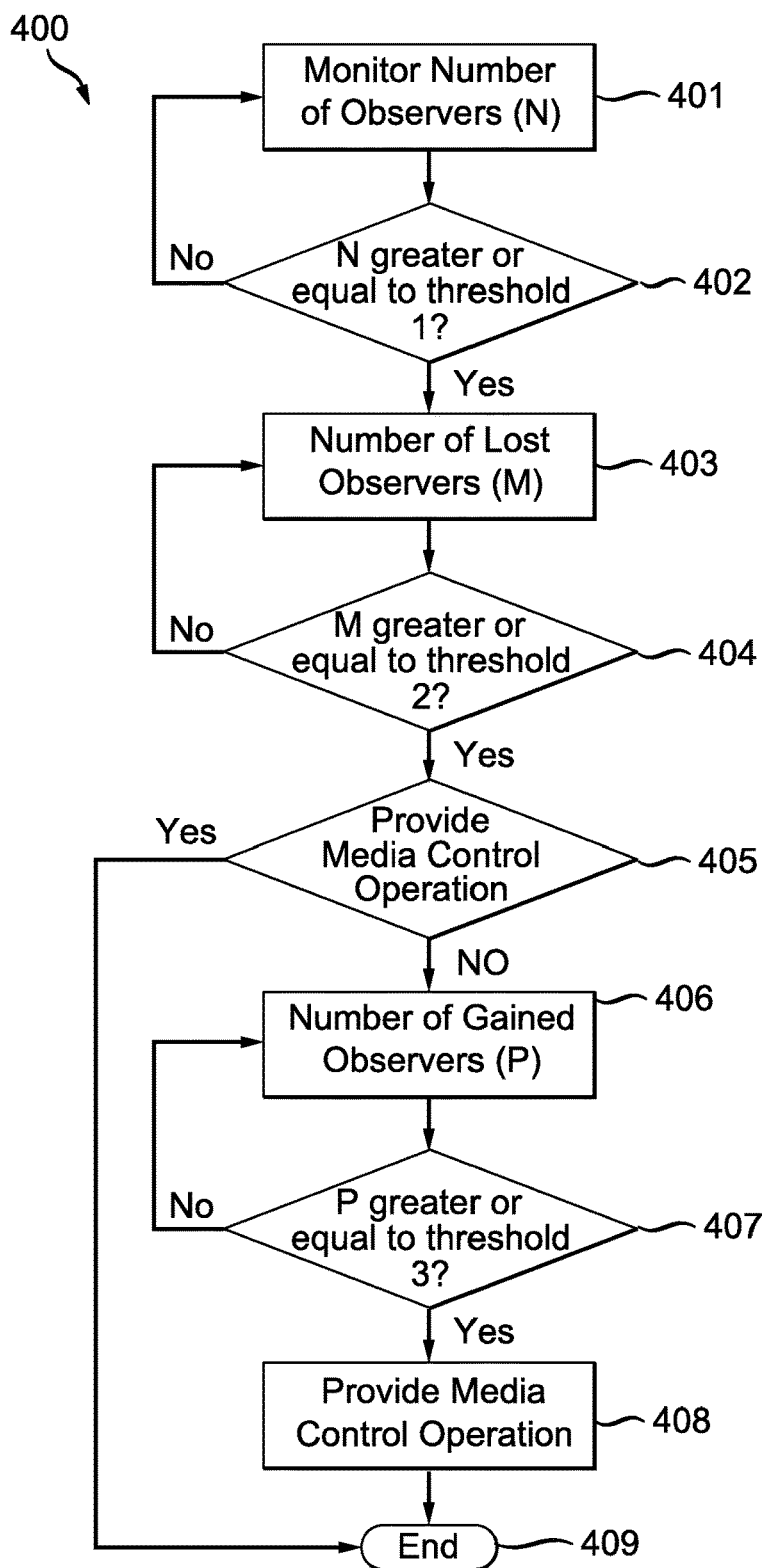 400
Monitor Number
of Observers (N)
401
N greater or
equal to threshold
1?
402
No
Yes
Number of Lost
Observers (M)
403
M greater or
equal to threshold
2?
404
No
Yes
Provide
Media Control
Operation
405
Yes
NO
Number of Gained
Observers (P)
406
P greater or
equal to threshold
3?
407
No
Yes
Provide Media
Control Operation
408
End
409